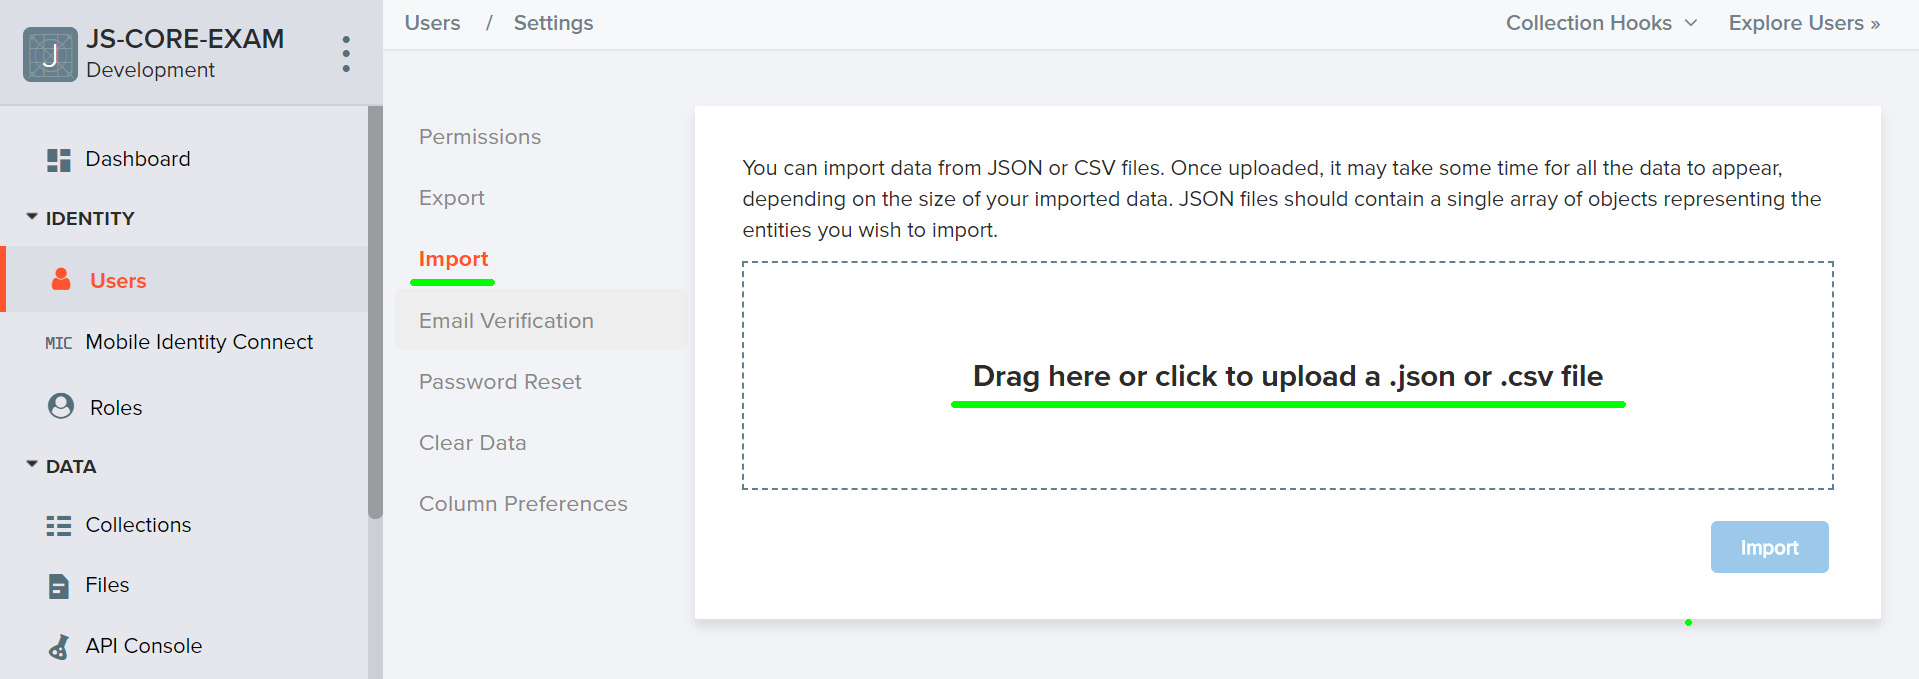 J
JS-CORE-EXAM
Development
Dashboard
IDENTITY
Users
MIC Mobile Identity Connect
Roles
DATA
Collections
Files
API Console
Users / Settings
Collection Hooks
Explore Users »
Permissions
Export
Import
Email Verification
Password Reset
Clear Data
Column Preferences
You can import data from JSON or CSV files. Once uploaded, it may take some time for all the data to appear,
depending on the size of your imported data. JSON files should contain a single array of objects representing the
entities you wish to import.
Drag here or click to upload a .json or .csv file
Import